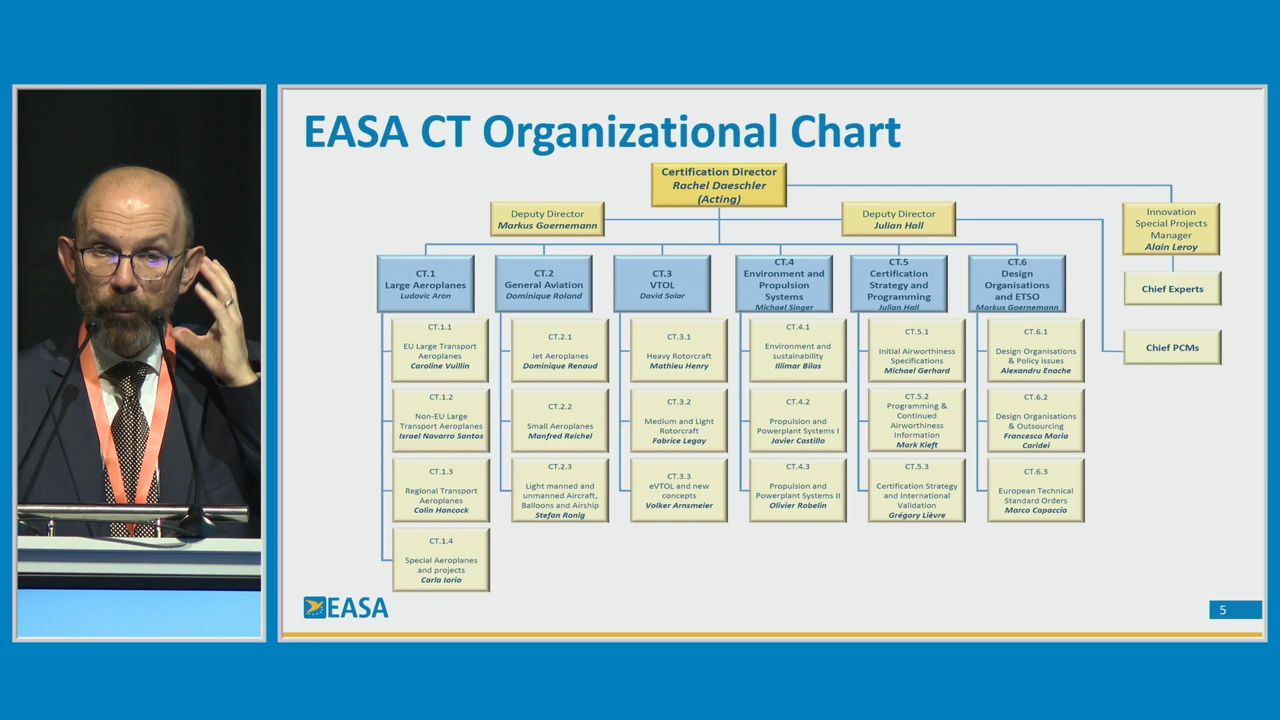 EASA CT Organizational Chart
Certification Director
Rachel Daeschler
(Acting)
Deputy Director
Markus Goernemann
Deputy Director
Julian Hall
Innovation
Special Projects
Manager
Alain Leroy
Chief Experts
Chief PCMs
CT.1
Large Aeroplanes
Ludovic Aron
CT.2
General Aviation
Dominique Roland
CT.3
VTOL
David Solar
CT.4
Environment and
Propulsion
Systems
Michael Singer
CT.5
Certification
Strategy and
Programming
Julian Hall
CT.6
Design
Organisations
and ETSO
Markus Goernemann
CT.1.1
EU Large Transport
Aeroplanes
Caroline Vuillin
CT.1.2
Non-EU Large
Transport Aeroplanes
Israel Navarro Santos
CT.1.3
Regional Transport
Aeroplanes
Colin Hancock
CT.1.4
Special Aeroplanes
and projects
Carla Iorio
CT.2.1
Jet Aeroplanes
Dominique Renaud
CT.2.2
Small Aeroplanes
Manfred Reichel
CT.2.3
Light manned and
unmanned Aircraft,
Balloons and Airship
Stefan Ronig
CT.3.1
Heavy Rotorcraft
Mathieu Henry
CT.3.2
Medium and Light
Rotorcraft
Fabrice Legay
CT.3.3
eVTOL and new
concepts
Volker Arnsmeier
CT.4.1
Environment and
sustainability
Illimar Bilas
CT.4.2
Propulsion and
Powerplant Systems I
Javier Castillo
CT.4.3
Propulsion and
Powerplant Systems II
Olivier Robelin
CT.5.1
Initial Airworthiness
Specifications
Michael Gerhard
CT.5.2
Programming &
Continued
Airworthiness
Information
Mark Kieft
CT.5.3
Certification Strategy
and International
Validation
Grégory Lièvre
CT.6.1
Design Organisations
& Policy issues
Alexandru Enache
CT.6.2
Design Organisations
& Outsourcing
Francesco Maria
Caridei
CT.6.3
European Technical
Standard Orders
Marco Capaccio
EASA
5